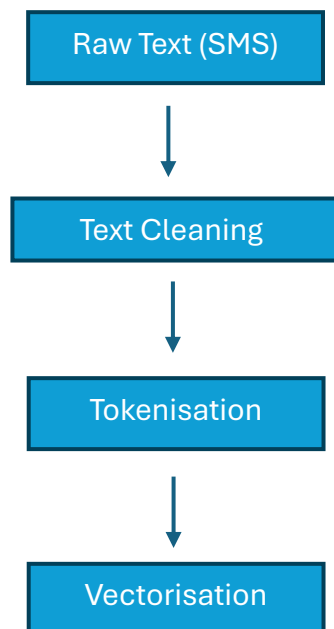 Raw Text (SMS)
Text Cleaning
Tokenisation
Vectorisation